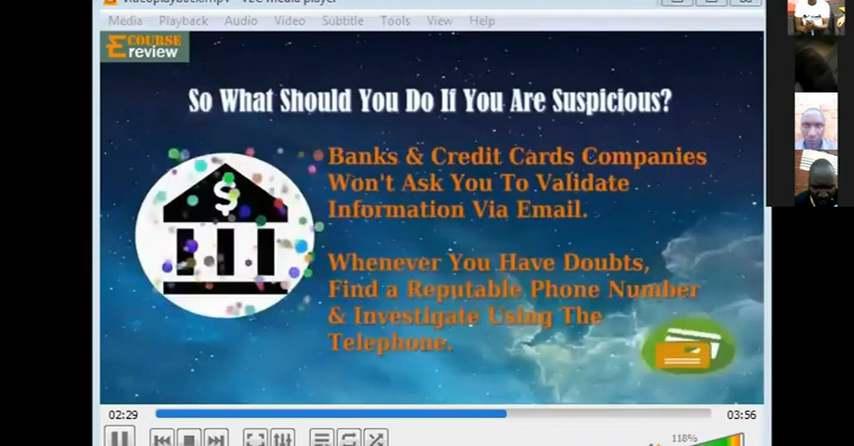 Media Playback Audio Video Subtitle Tools View Help
E COURSE
review
So What Should You Do If You Are Suspicious?
Banks & Credit Cards Companies
Won't Ask You To Validate
Information Via Email.
Whenever You Have Doubts,
Find a Reputable Phone Number
& Investigate Using The
Telephone.
$
02:29
03:56
118%